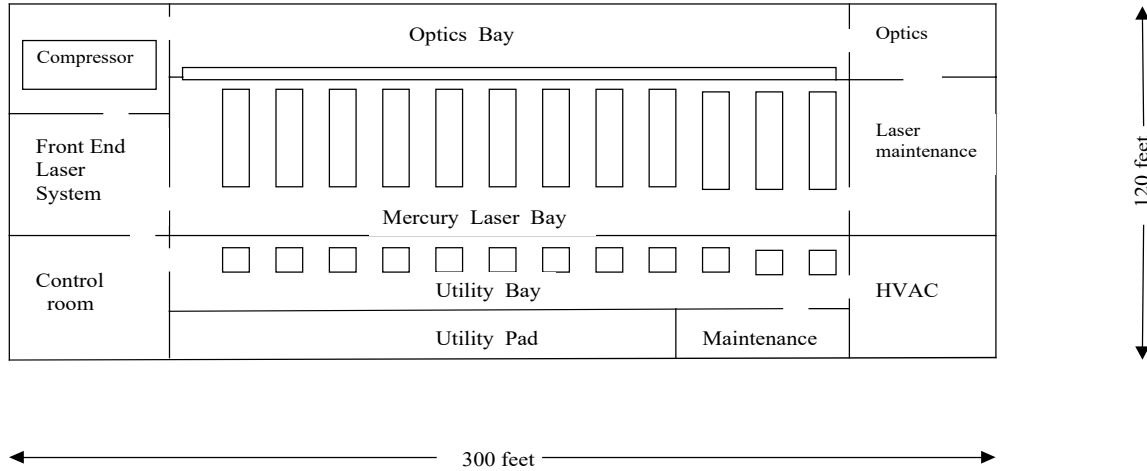 Optics Bay
Optics
Compressor
Front End
Laser
System
Laser
maintenance
120 feet
Mercury Laser Bay
Control
room
Utility Bay
HVAC
Utility Pad
Maintenance
300 feet